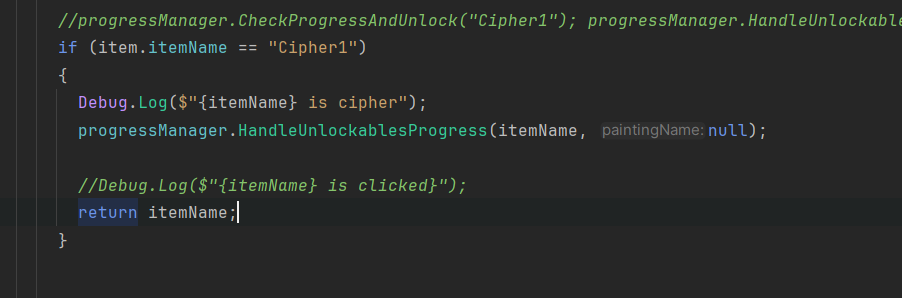 //progressManager.CheckProgressAndUnlock("Cipher1"); progressManager.HandleUnlockables
if (item.itemName == "Cipher1")
{
Debug.Log($"{itemName} is cipher");
progressManager.HandleUnlockablesProgress(itemName, paintingName: null);
//Debug.Log($"{itemName} is clicked}");
return itemName;
}